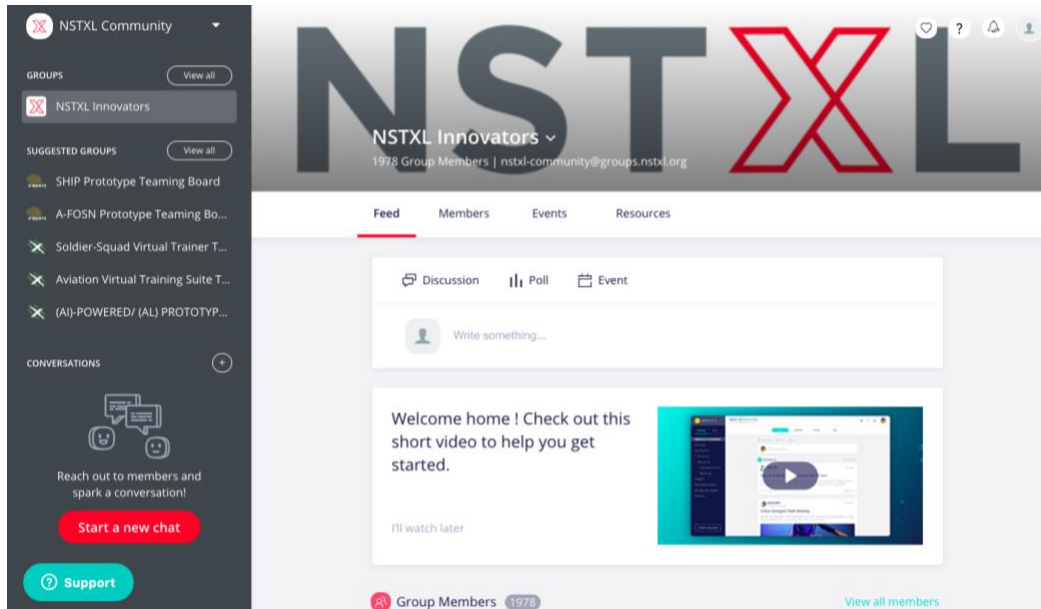 NSTXL Community
GROUPS
View all
NSTXL Innovators
SUGGESTED GROUPS
View all
SHIP Prototype Teaming Board
A-FOSN Prototype Teaming Bo...
Soldier-Squad Virtual Trainer T...
Aviation Virtual Training Suite T...
(AI)-POWERED/ (AL) PROTOTYP...
CONVERSATIONS
Reach out to members and
spark a conversation!
Start a new chat
Support
NSTXL
NSTXL Innovators
1978 Group Members | nstxl-community@groups.nstxl.org
Feed Members Events Resources
Discussion Poll Event
Write something...
Welcome home ! Check out this
short video to help you get
started.
I'll watch later
Group Members 1978
View all members